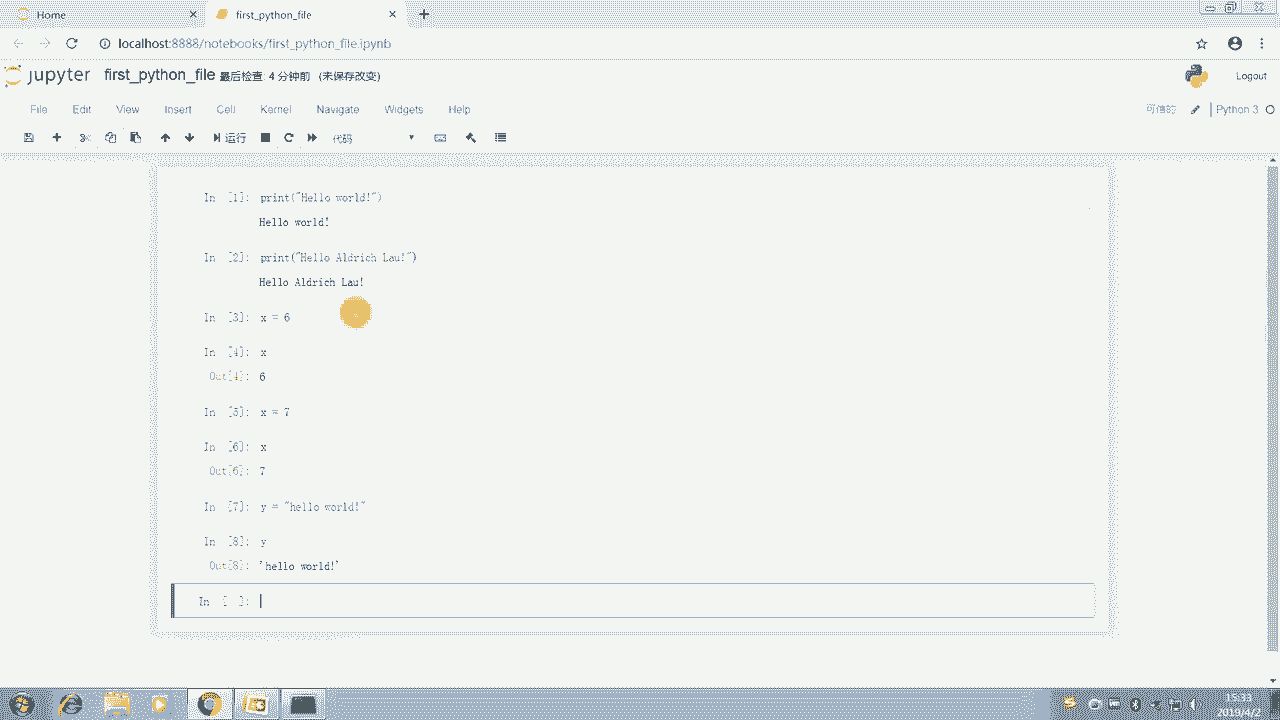 Home
first_python_file
localhost:8888/notebooks/first_python_file.ipynb
jupyter first_python_file 最后检查: 4 分钟前 (未保存改变)
Logout
File Edit View Insert Cell Kernel Navigate Widgets Help
可信的 Python 3
运行 代码
In [1]: print("Hello world!")
Hello world!
In [2]: print("Hello Aldrich Lau!")
Hello Aldrich Lau!
In [3]: x = 6
In [4]: x
Out[4]: 6
In [5]: x = 7
In [6]: x
Out[6]: 7
In [7]: y = "hello world!"
In [8]: y
Out[8]: 'hello world!'
In [ ]:
15:33